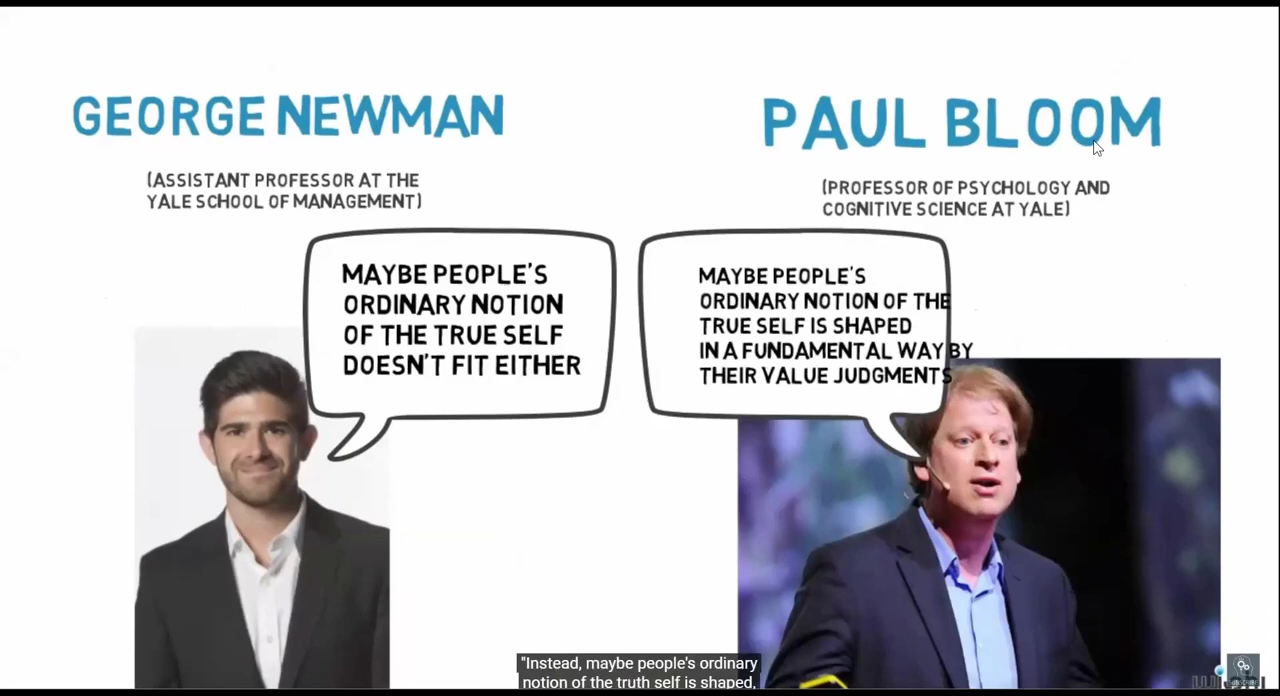 GEORGE NEWMAN
(ASSISTANT PROFESSOR AT THE
YALE SCHOOL OF MANAGEMENT)
MAYBE PEOPLE'S
ORDINARY NOTION
OF THE TRUE SELF
DOESN'T FIT EITHER
PAUL BLOOM
(PROFESSOR OF PSYCHOLOGY AND
COGNITIVE SCIENCE AT YALE)
MAYBE PEOPLE'S
ORDINARY NOTION OF THE
TRUE SELF IS SHAPED
IN A FUNDAMENTAL WAY BY
THEIR VALUE JUDGMENTS
"Instead, maybe people's ordinary
notion of the truth self is shaped,